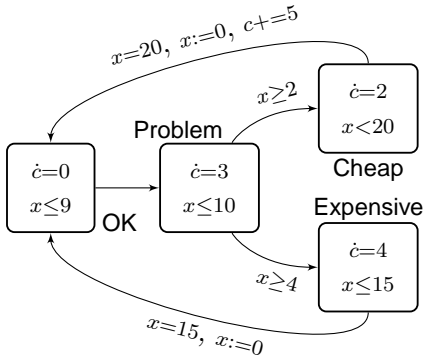 x=20, x:=0, c+=5
x≥2
ċ=2
x<20
Cheap
Problem
ċ=0
x≤9
OK
ċ=3
x≤10
Expensive
ċ=4
x≤15
x≥4
x=15, x:=0